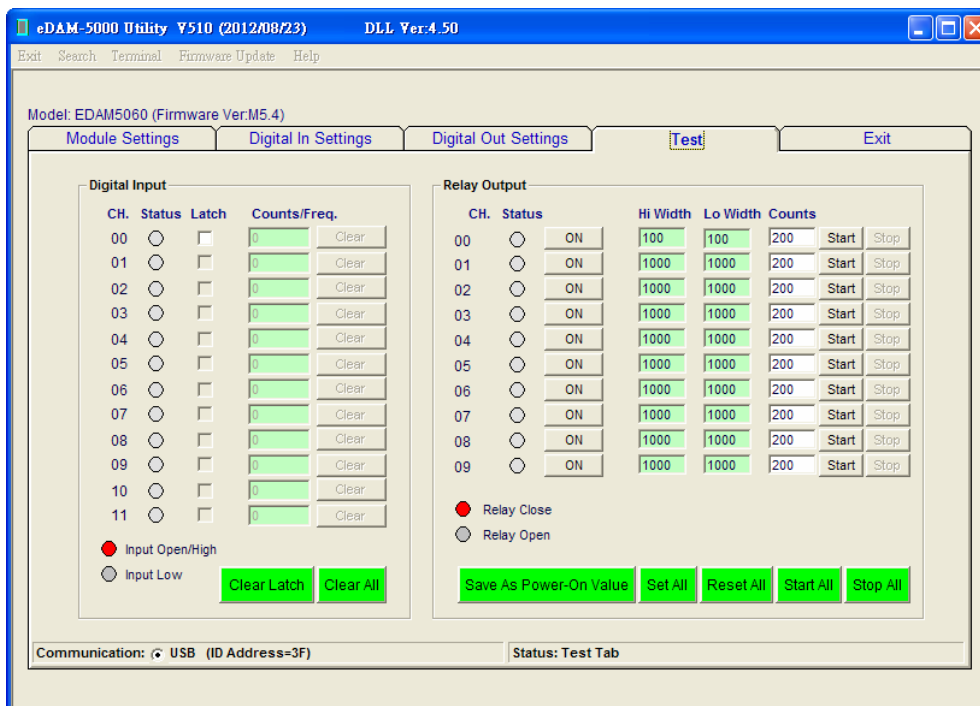 eDAM-5000 Utility V510 (2012/08/23) DLL Ver:4.50
Exit Search Terminal Firmware Update Help
Model: EDAM5060 (Firmware Ver:M5.4)
Module Settings Digital In Settings Digital Out Settings Test Exit
Digital Input
CH. Status Latch Counts/Freq.
00 0 Clear
01 0 Clear
02 0 Clear
03 0 Clear
04 0 Clear
05 0 Clear
06 0 Clear
07 0 Clear
08 0 Clear
09 0 Clear
10 0 Clear
11 0 Clear
Input Open/High
Input Low
Clear Latch Clear All
Relay Output
CH. Status Hi Width Lo Width Counts
00 ON 100 100 200 Start Stop
01 ON 1000 1000 200 Start Stop
02 ON 1000 1000 200 Start Stop
03 ON 1000 1000 200 Start Stop
04 ON 1000 1000 200 Start Stop
05 ON 1000 1000 200 Start Stop
06 ON 1000 1000 200 Start Stop
07 ON 1000 1000 200 Start Stop
08 ON 1000 1000 200 Start Stop
09 ON 1000 1000 200 Start Stop
Relay Close
Relay Open
Save As Power-On Value Set All Reset All Start All Stop All
Communication: USB (ID Address=3F)
Status: Test Tab